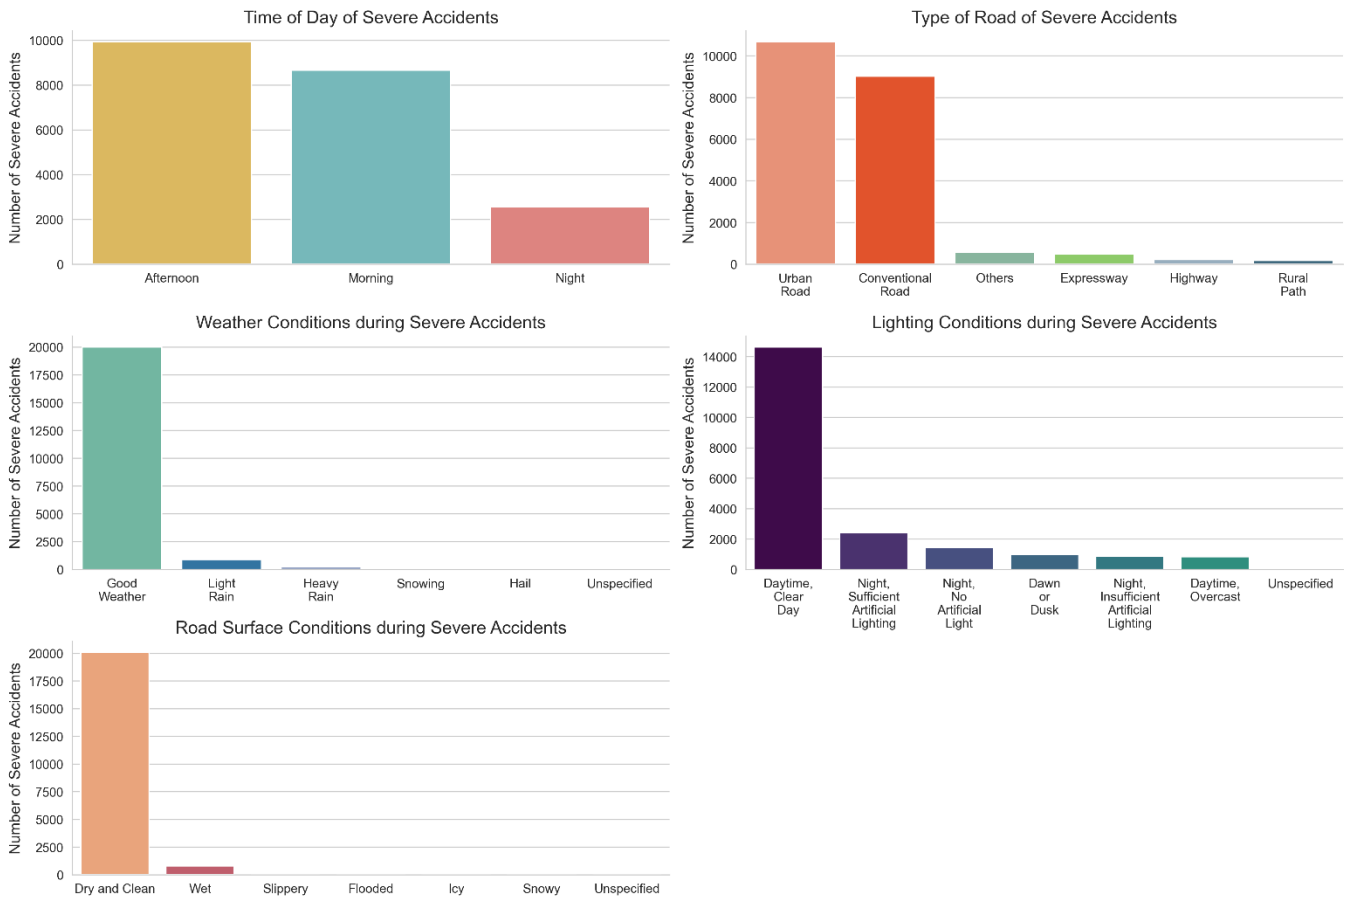 Time of Day of Severe Accidents
Number of Severe Accidents
10000
8000
6000
4000
2000
0
Afternoon
Morning
Night
Type of Road of Severe Accidents
Number of Severe Accidents
10000
8000
6000
4000
2000
0
Urban
Road
Conventional
Road
Others
Expressway
Highway
Rural
Path
Weather Conditions during Severe Accidents
Number of Severe Accidents
20000
17500
15000
12500
10000
7500
5000
2500
0
Good
Weather
Light
Rain
Heavy
Rain
Snowing
Hail
Unspecified
Lighting Conditions during Severe Accidents
Number of Severe Accidents
14000
12000
10000
8000
6000
4000
2000
0
Daytime,
Clear
Day
Night,
Sufficient
Artificial
Lighting
Night,
No
Artificial
Light
Dawn
or
Dusk
Night,
Insufficient
Artificial
Lighting
Daytime,
Overcast
Unspecified
Road Surface Conditions during Severe Accidents
Number of Severe Accidents
20000
17500
15000
12500
10000
7500
5000
2500
0
Dry and Clean
Wet
Slippery
Flooded
Icy
Snowy
Unspecified